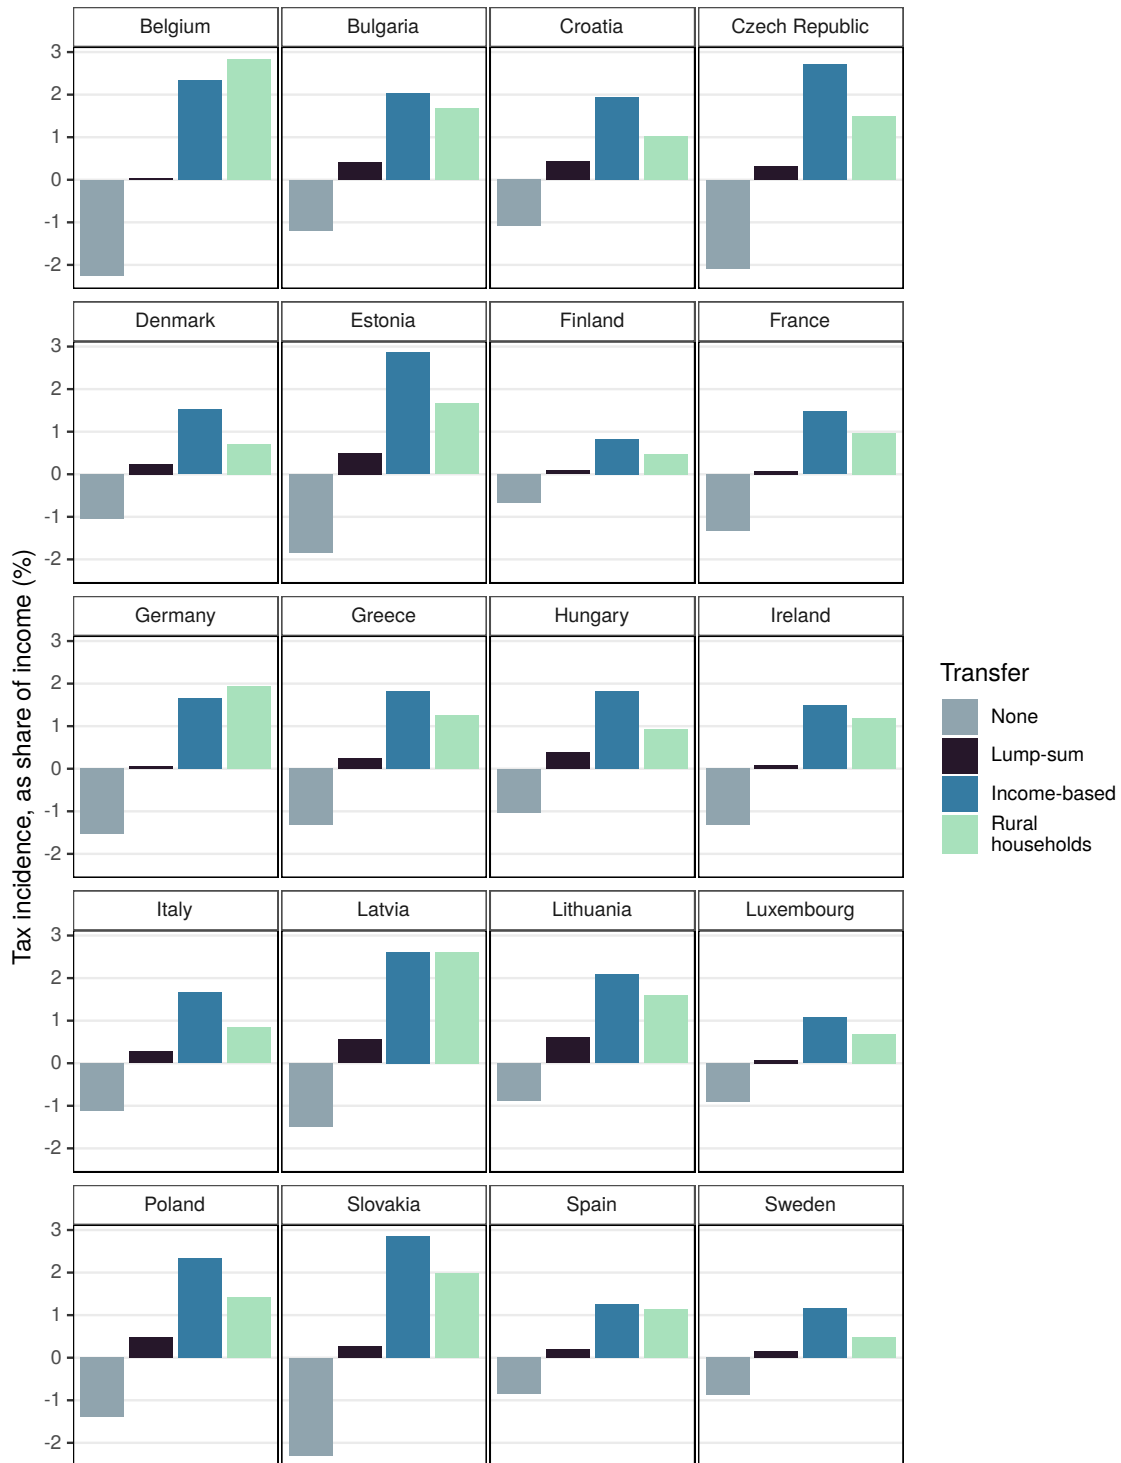 Belgium Bulgaria Croatia Czech Republic
3
2
1
0
-1
-2
Denmark Estonia Finland France
3
2
1
0
-1
-2
Germany Greece Hungary Ireland
3
2
1
0
-1
-2
Italy Latvia Lithuania Luxembourg
3
2
1
0
-1
-2
Poland Slovakia Spain Sweden
3
2
1
0
-1
-2
Tax incidence, as share of income (%)
Transfer
None
Lump-sum
Income-based
Rural
households